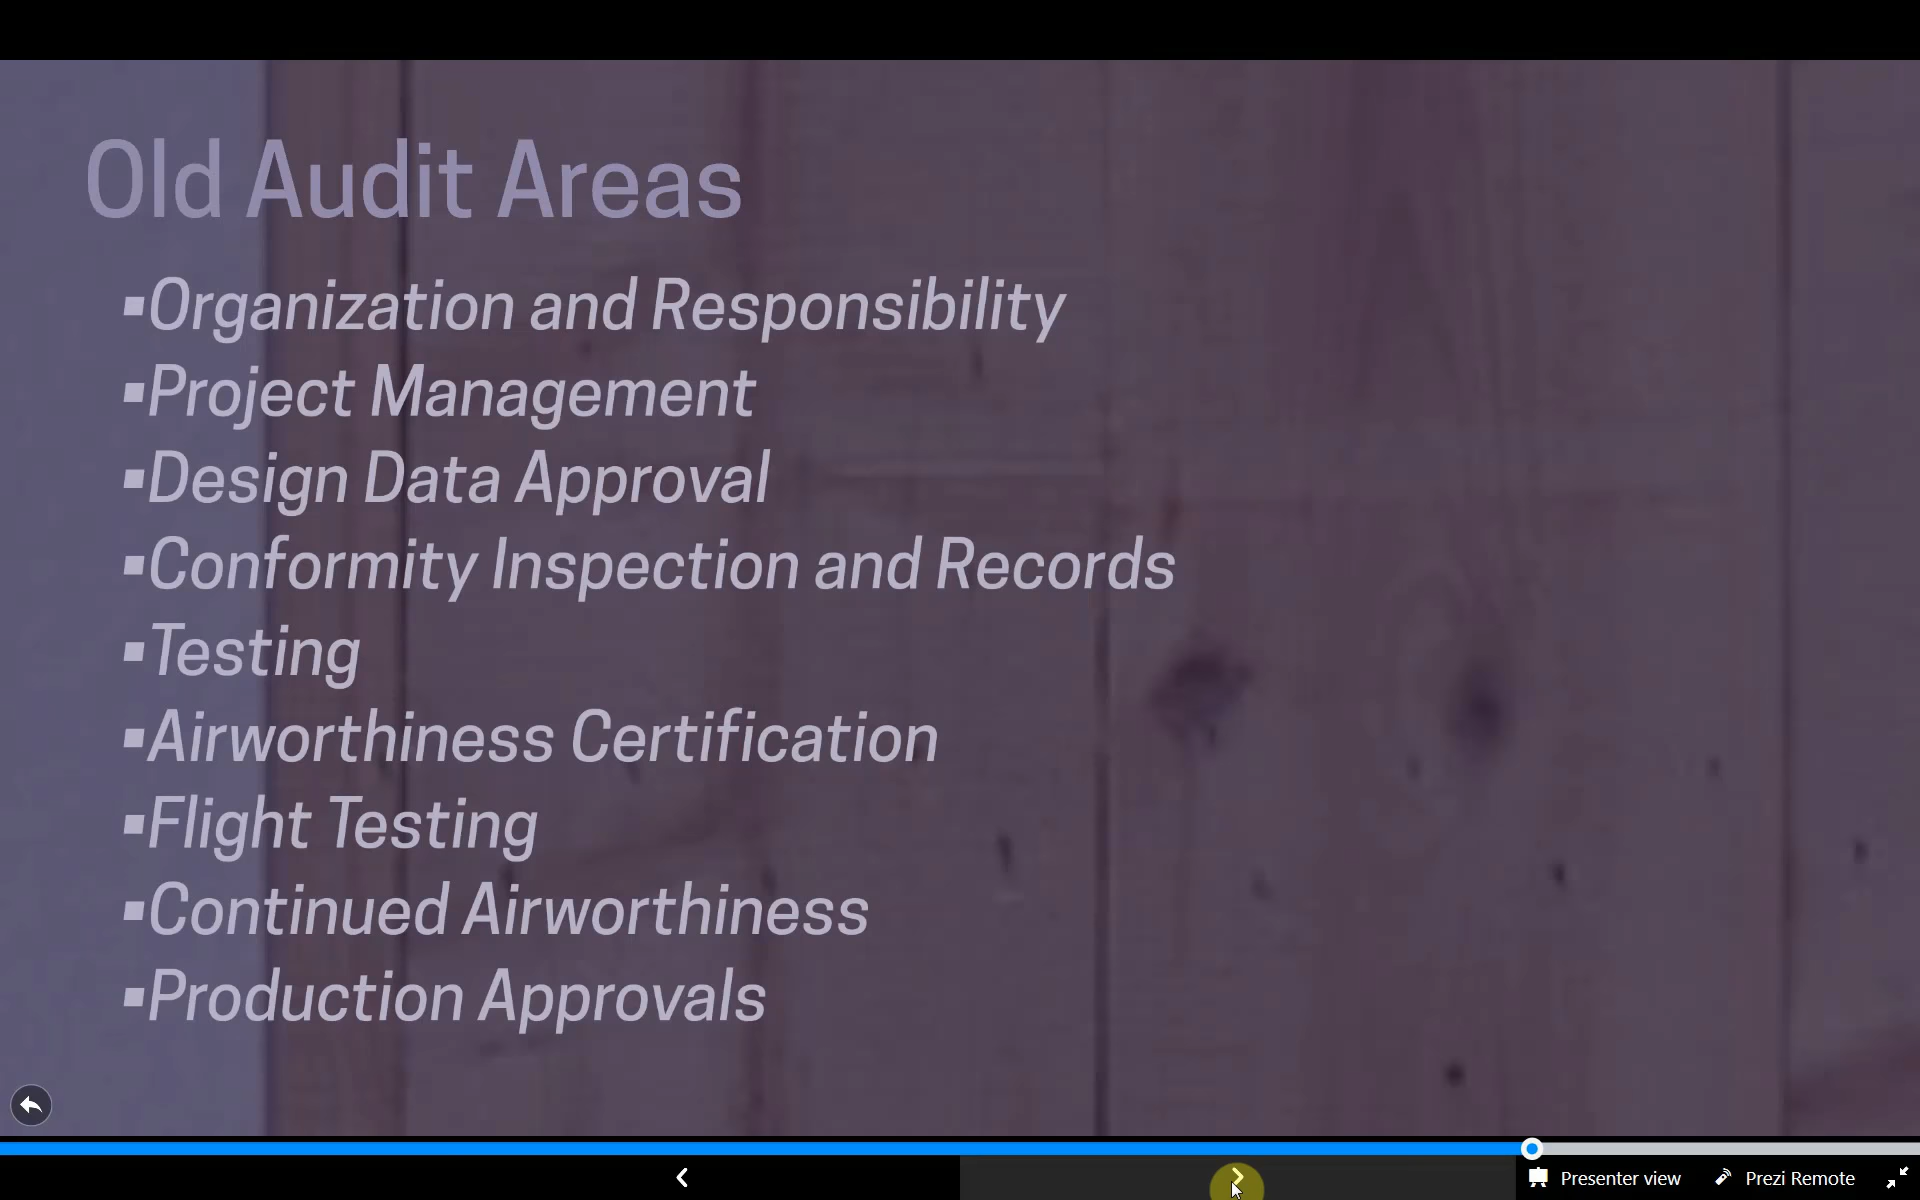 Old Audit Areas
▪Organization and Responsibility
▪Project Management
▪Design Data Approval
▪Conformity Inspection and Records
▪Testing
▪Airworthiness Certification
▪Flight Testing
▪Continued Airworthiness
▪Production Approvals
Presenter view
Prezi Remote